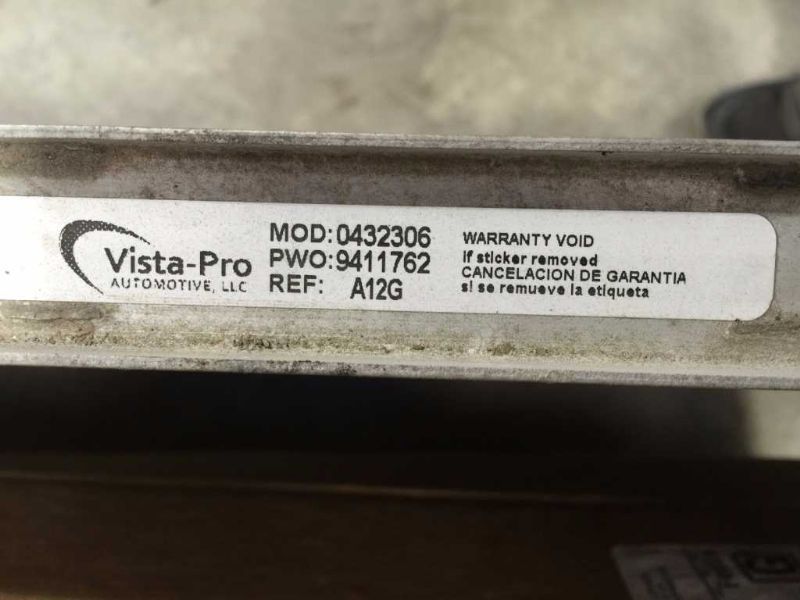 Vista-Pro
AUTOMOTIVE, LLC
MOD: 0432306
PWO: 9411762
REF: A12G
WARRANTY VOID
if sticker removed
CANCELACION DE GARANTIA
si se remueve la etiqueta